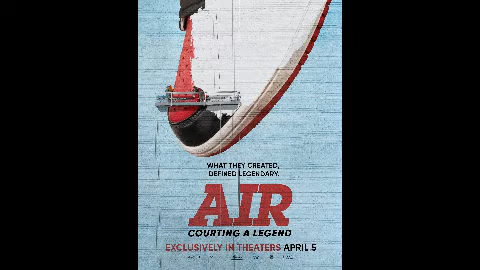 WHAT THEY CREATED,
DEFINED LEGENDARY.
AIR
COURTING A LEGEND
EXCLUSIVELY IN THEATERS APRIL 5